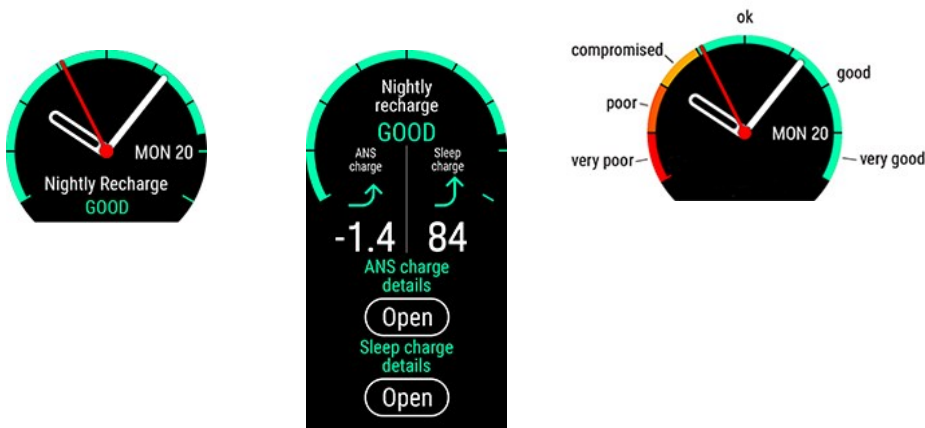 MON 20
Nightly Recharge
GOOD
Nightly
recharge
GOOD
ANS
charge
Sleep
charge
-1.4
84
ANS charge
details
Open
Sleep charge
details
Open
ok
compromised
good
poor
MON 20
very poor
very good